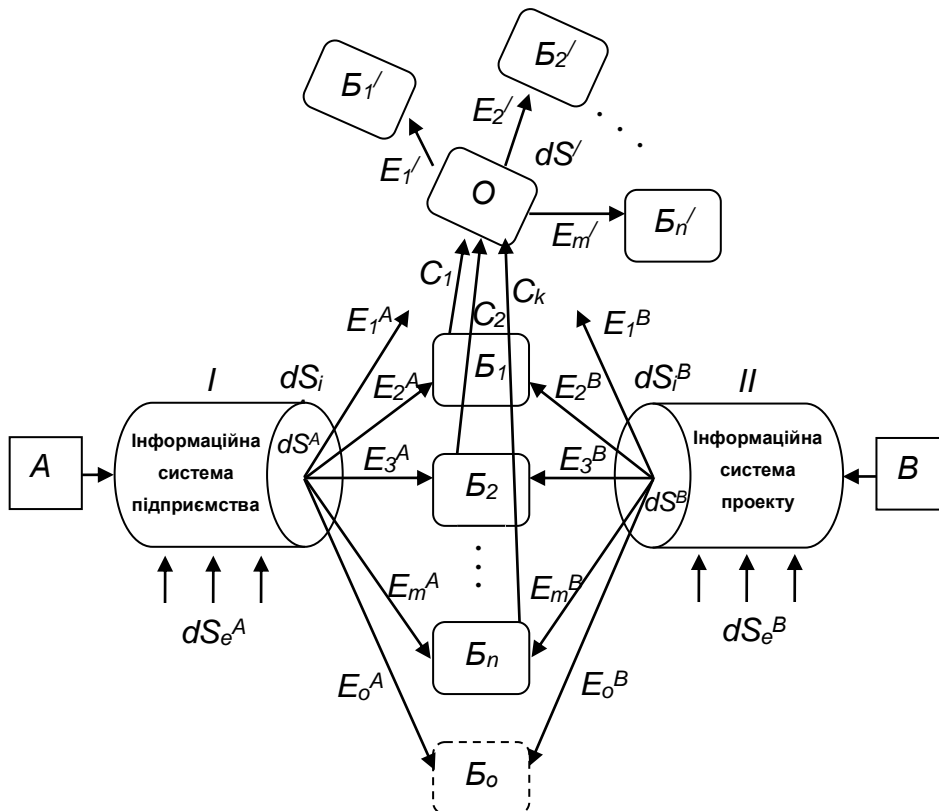 Б₂′
Б₁′
E₂′
dS′
E₁′
О
Eₘ′
Бₙ′
C₁
Cₖ
C₂
E₁ᴬ
E₁ᴮ
I
dSᵢ
Б₁
dSᵢᴮ
II
E₂ᴬ
E₂ᴮ
A
Інформаційна
система
підприємства
dSᴬ
E₃ᴬ
Б₂
E₃ᴮ
dSᴮ
Інформаційна
система
проекту
B
Eₘᴬ
Eₘᴮ
dSₑᴬ
dSₑᴮ
Бₙ
Eₒᴬ
Eₒᴮ
Бₒ